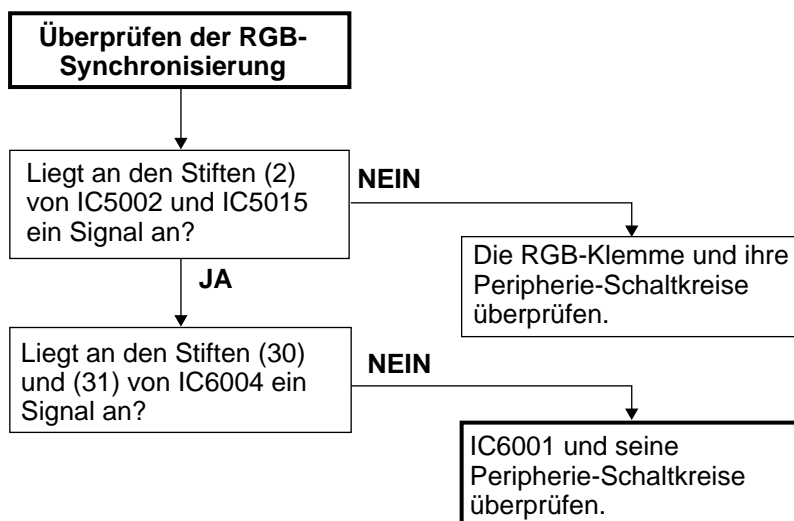 Überprüfen der RGB-
Synchronisierung
Liegt an den Stiften (2)
von IC5002 und IC5015
ein Signal an?
NEIN
Die RGB-Klemme und ihre
Peripherie-Schaltkreise
überprüfen.
JA
Liegt an den Stiften (30)
und (31) von IC6004 ein
Signal an?
NEIN
IC6001 und seine
Peripherie-Schaltkreise
überprüfen.